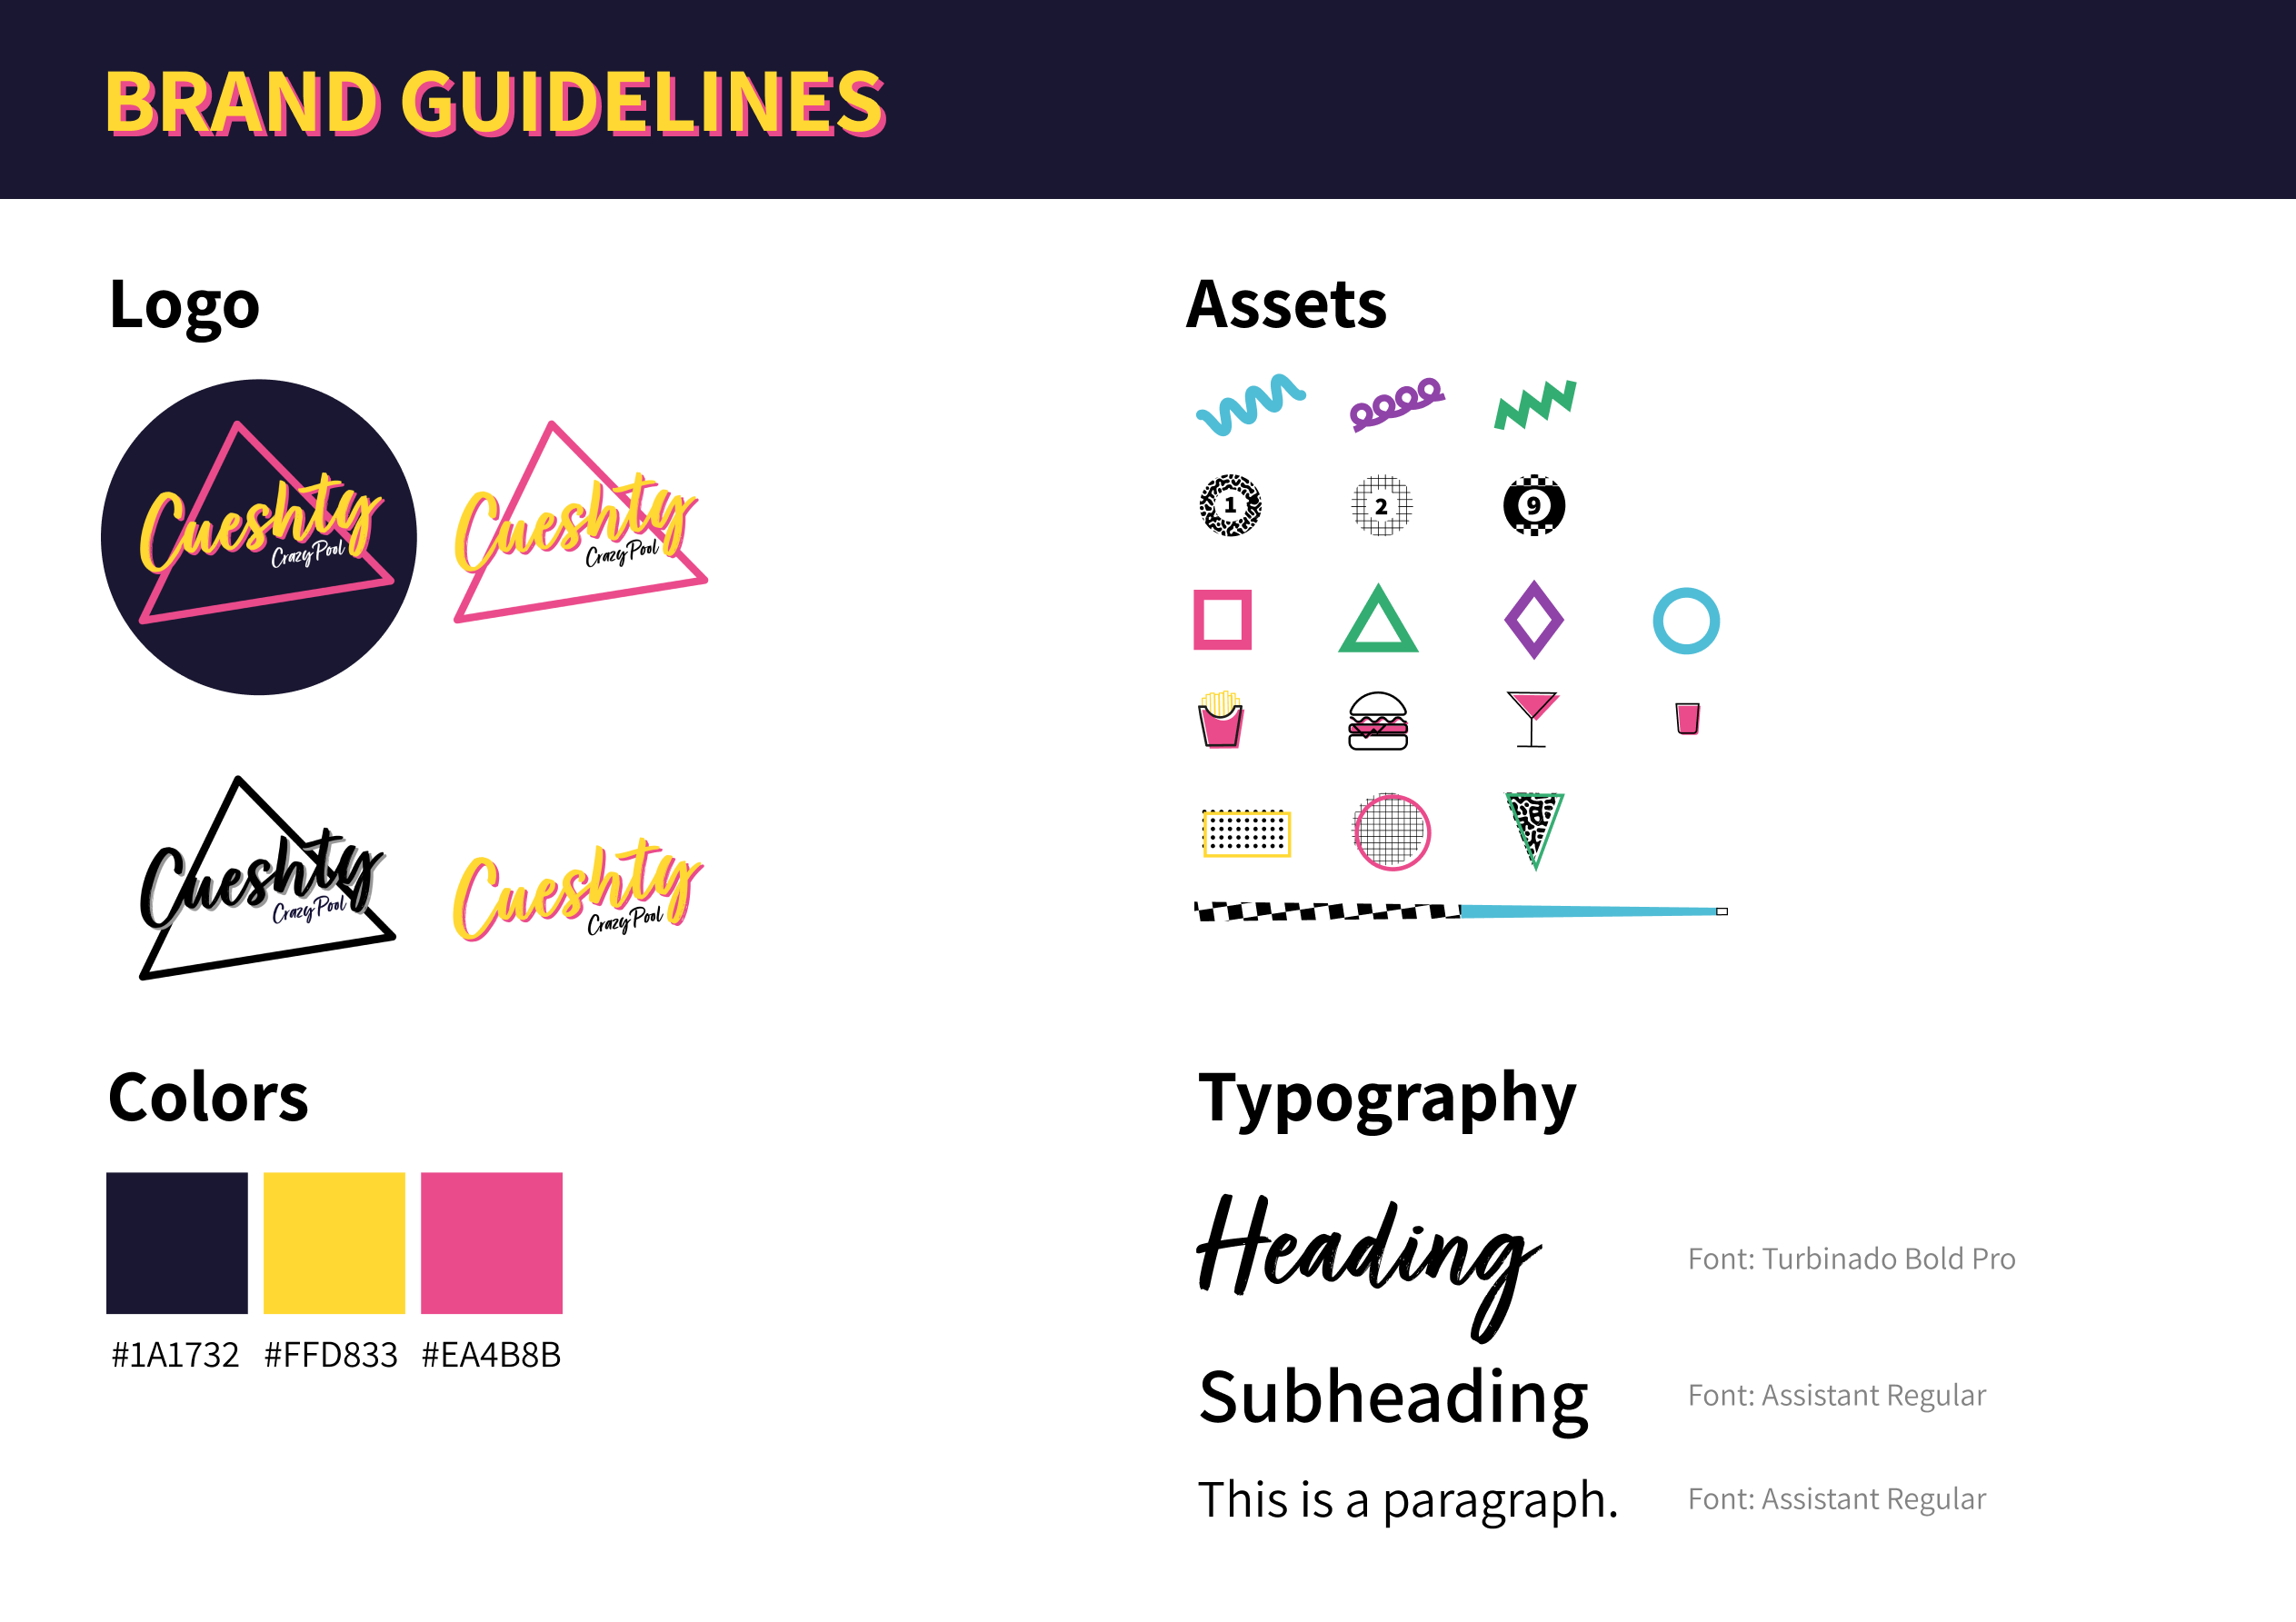 BRAND GUIDELINES
Logo
Cueshty
Crazy Pool
Cueshty
Crazy Pool
Cueshty
Crazy Pool
Cueshty
Crazy Pool
Colors
#1A1732 #FFD833 #EA4B8B
Assets
1 2 9
Typography
Heading Font: Turbinado Bold Pro
Subheading Font: Assistant Regular
This is a paragraph. Font: Assistant Regular